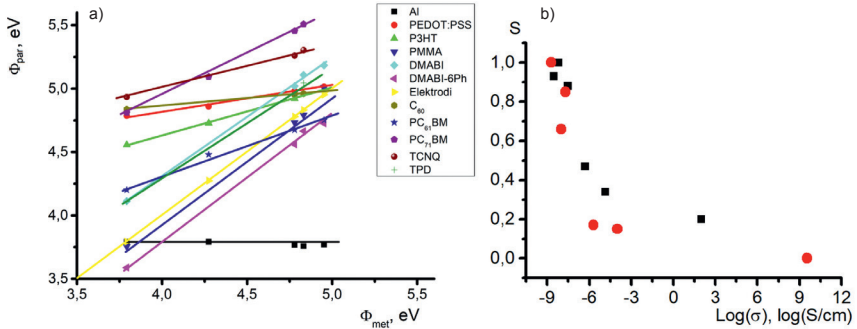 a)
Φpar, eV
5,5
5,0
4,5
4,0
3,5
3,5 4,0 4,5 5,0 5,5
Φmet, eV
Al
PEDOT:PSS
P3HT
PMMA
DMABI
DMABI-6Ph
Elektrodi
C60
PC61BM
PC71BM
TCNQ
TPD
b)
S
1,0
0,8
0,6
0,4
0,2
0,0
-9 -6 -3 0 3 6 9
Log(σ), log(S/cm)